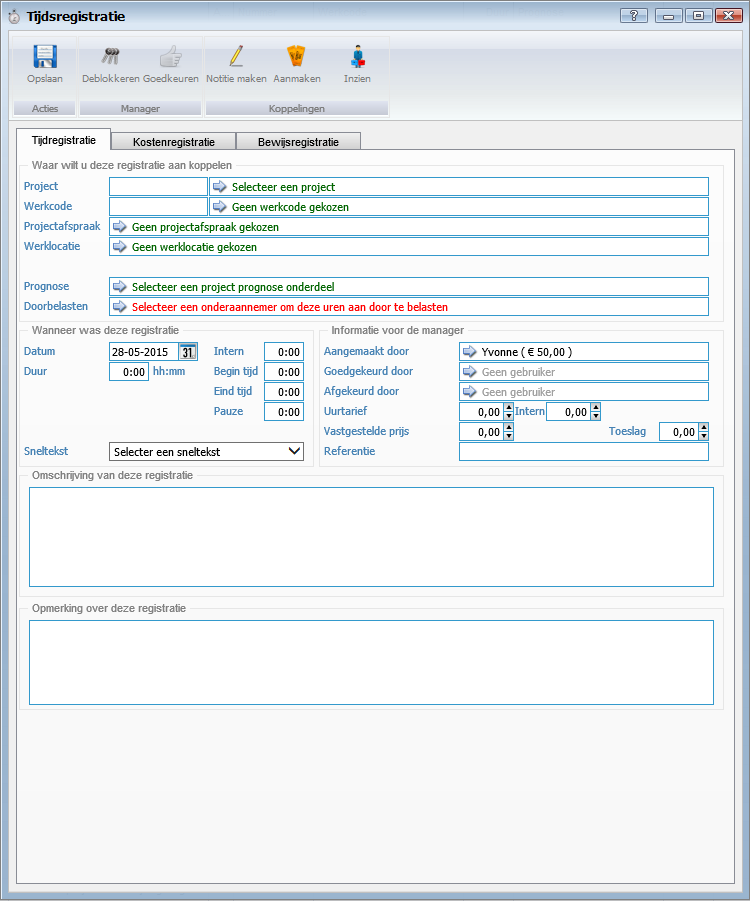 Tijdsregistratie
?
Opslaan Deblokkeren Goedkeuren Notitie maken Aanmaken Inzien
Acties Manager Koppelingen
Tijdregistratie Kostenregistratie Bewijsregistratie
Waar wilt u deze registratie aan koppelen
Project Selecteer een project
Werkcode Geen werkcode gekozen
Projectafspraak Geen projectafspraak gekozen
Werklocatie Geen werklocatie gekozen
Prognose Selecteer een project prognose onderdeel
Doorbelasten Selecteer een onderaannemer om deze uren aan door te belasten
Wanneer was deze registratie
Datum 28-05-2015 31 Intern 0:00
Duur 0:00 hh:mm Begin tijd 0:00
Eind tijd 0:00
Pauze 0:00
Sneltekst Selecter een sneltekst
Informatie voor de manager
Aangemaakt door Yvonne ( € 50,00 )
Goedgekeurd door Geen gebruiker
Afgekeurd door Geen gebruiker
Uurtarief 0,00 Intern 0,00
Vastgestelde prijs 0,00 Toeslag 0,00
Referentie
Omschrijving van deze registratie
Opmerking over deze registratie